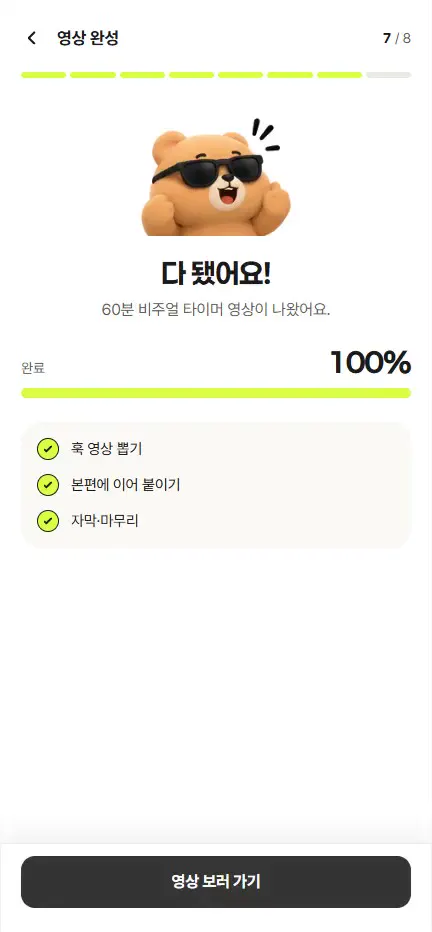 영상 완성
7 / 8
다 됐어요!
60분 비주얼 타이머 영상이 나왔어요.
완료
100%
훅 영상 뽑기
본편에 이어 붙이기
자막·마무리
영상 보러 가기